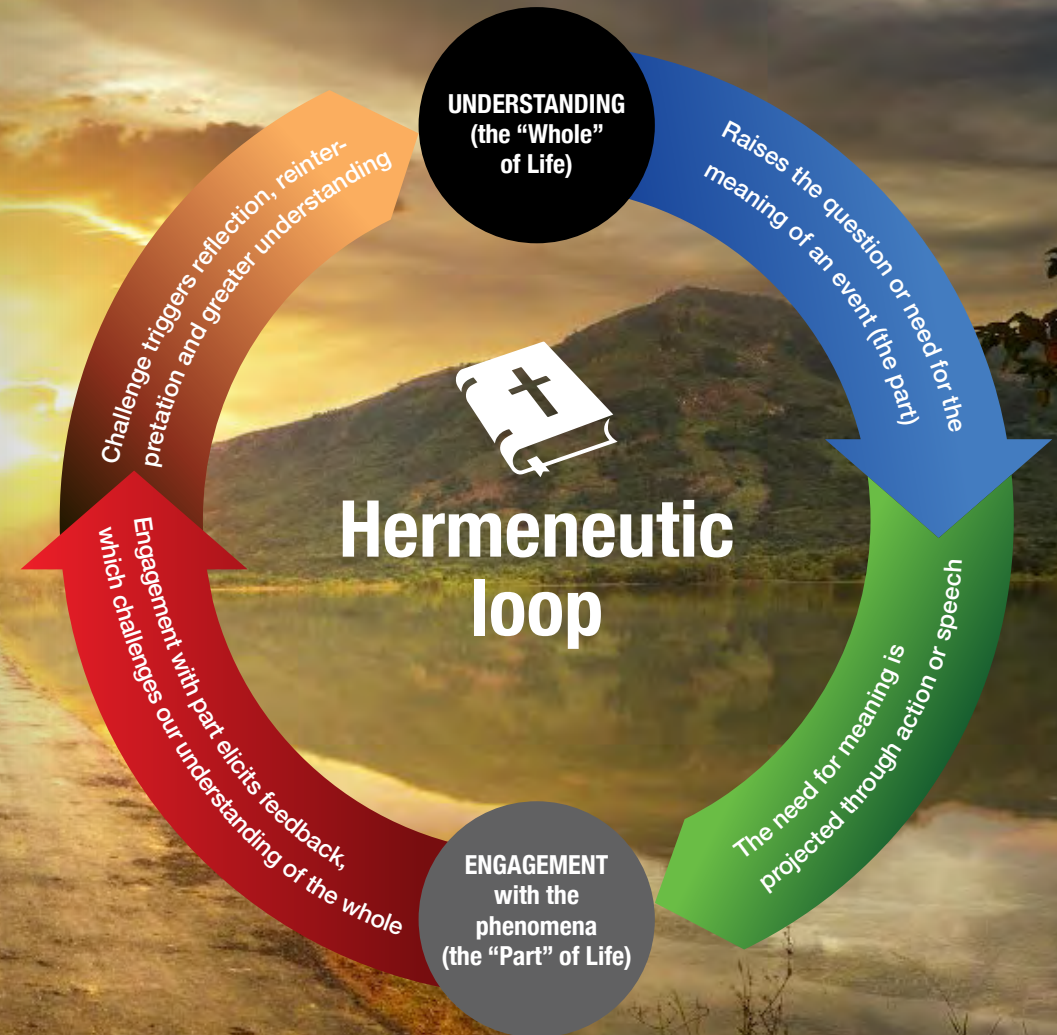 UNDERSTANDING
(the “Whole”
of Life)
Raises the question or need for the
meaning of an event (the part)
The need for meaning is
projected through action or speech
ENGAGEMENT
with the
phenomena
(the “Part” of Life)
Engagement with part elicits feedback,
which challenges our understanding of the whole
Challenge triggers reflection, reinter-
pretation and greater understanding
Hermeneutic
loop